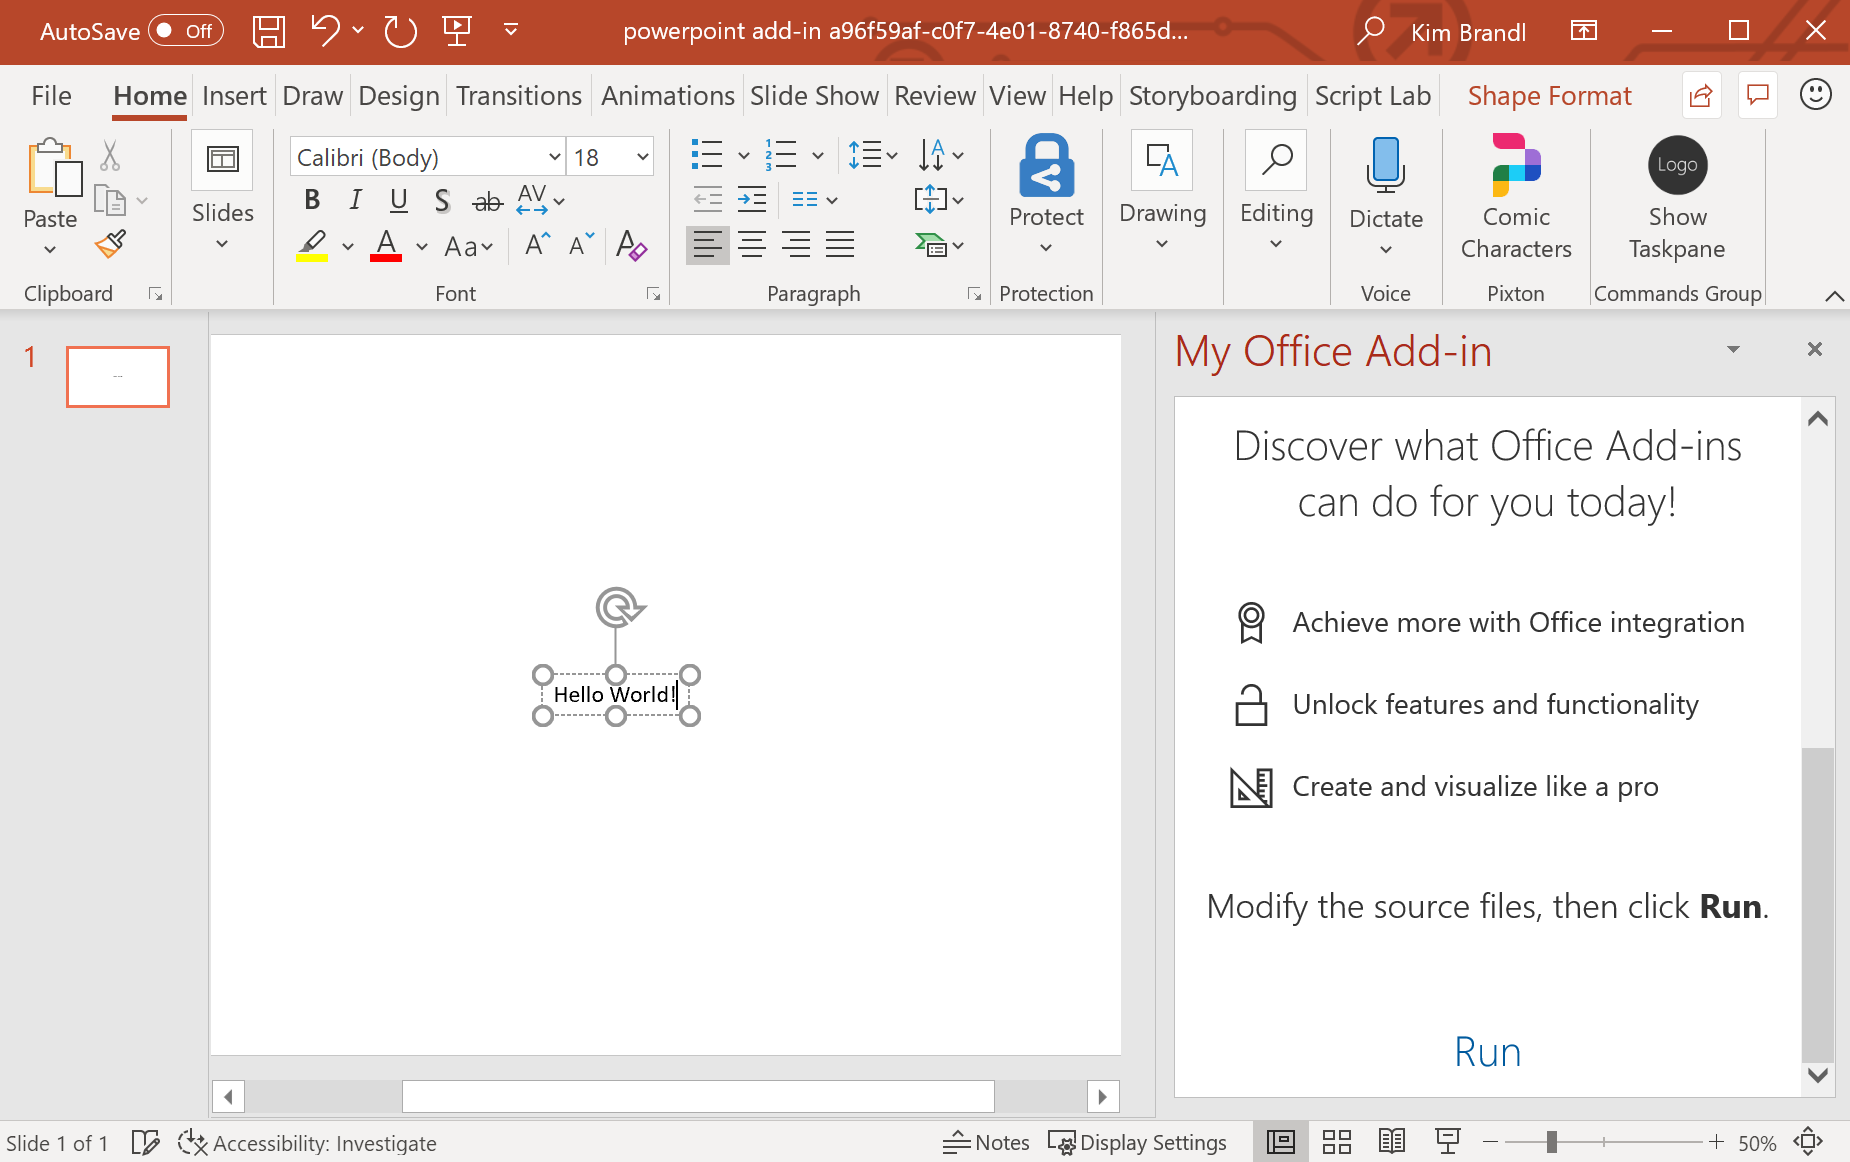 AutoSave Off powerpoint add-in a96f59af-c0f7-4e01-8740-f865d... Kim Brandl
File Home Insert Draw Design Transitions Animations Slide Show Review View Help Storyboarding Script Lab Shape Format
Paste
Clipboard
Slides
Calibri (Body) 18
B I U S ab AV
A Aa A A A
Font
1
2
3
A
Paragraph
Protect
Protection
A
Drawing
Editing
Dictate
Voice
Comic
Characters
Pixton
Logo
Show
Taskpane
Commands Group
1
Hello World!
My Office Add-in
Discover what Office Add-ins
can do for you today!
Achieve more with Office integration
Unlock features and functionality
Create and visualize like a pro
Modify the source files, then click Run.
Run
Slide 1 of 1 Accessibility: Investigate Notes Display Settings 50%